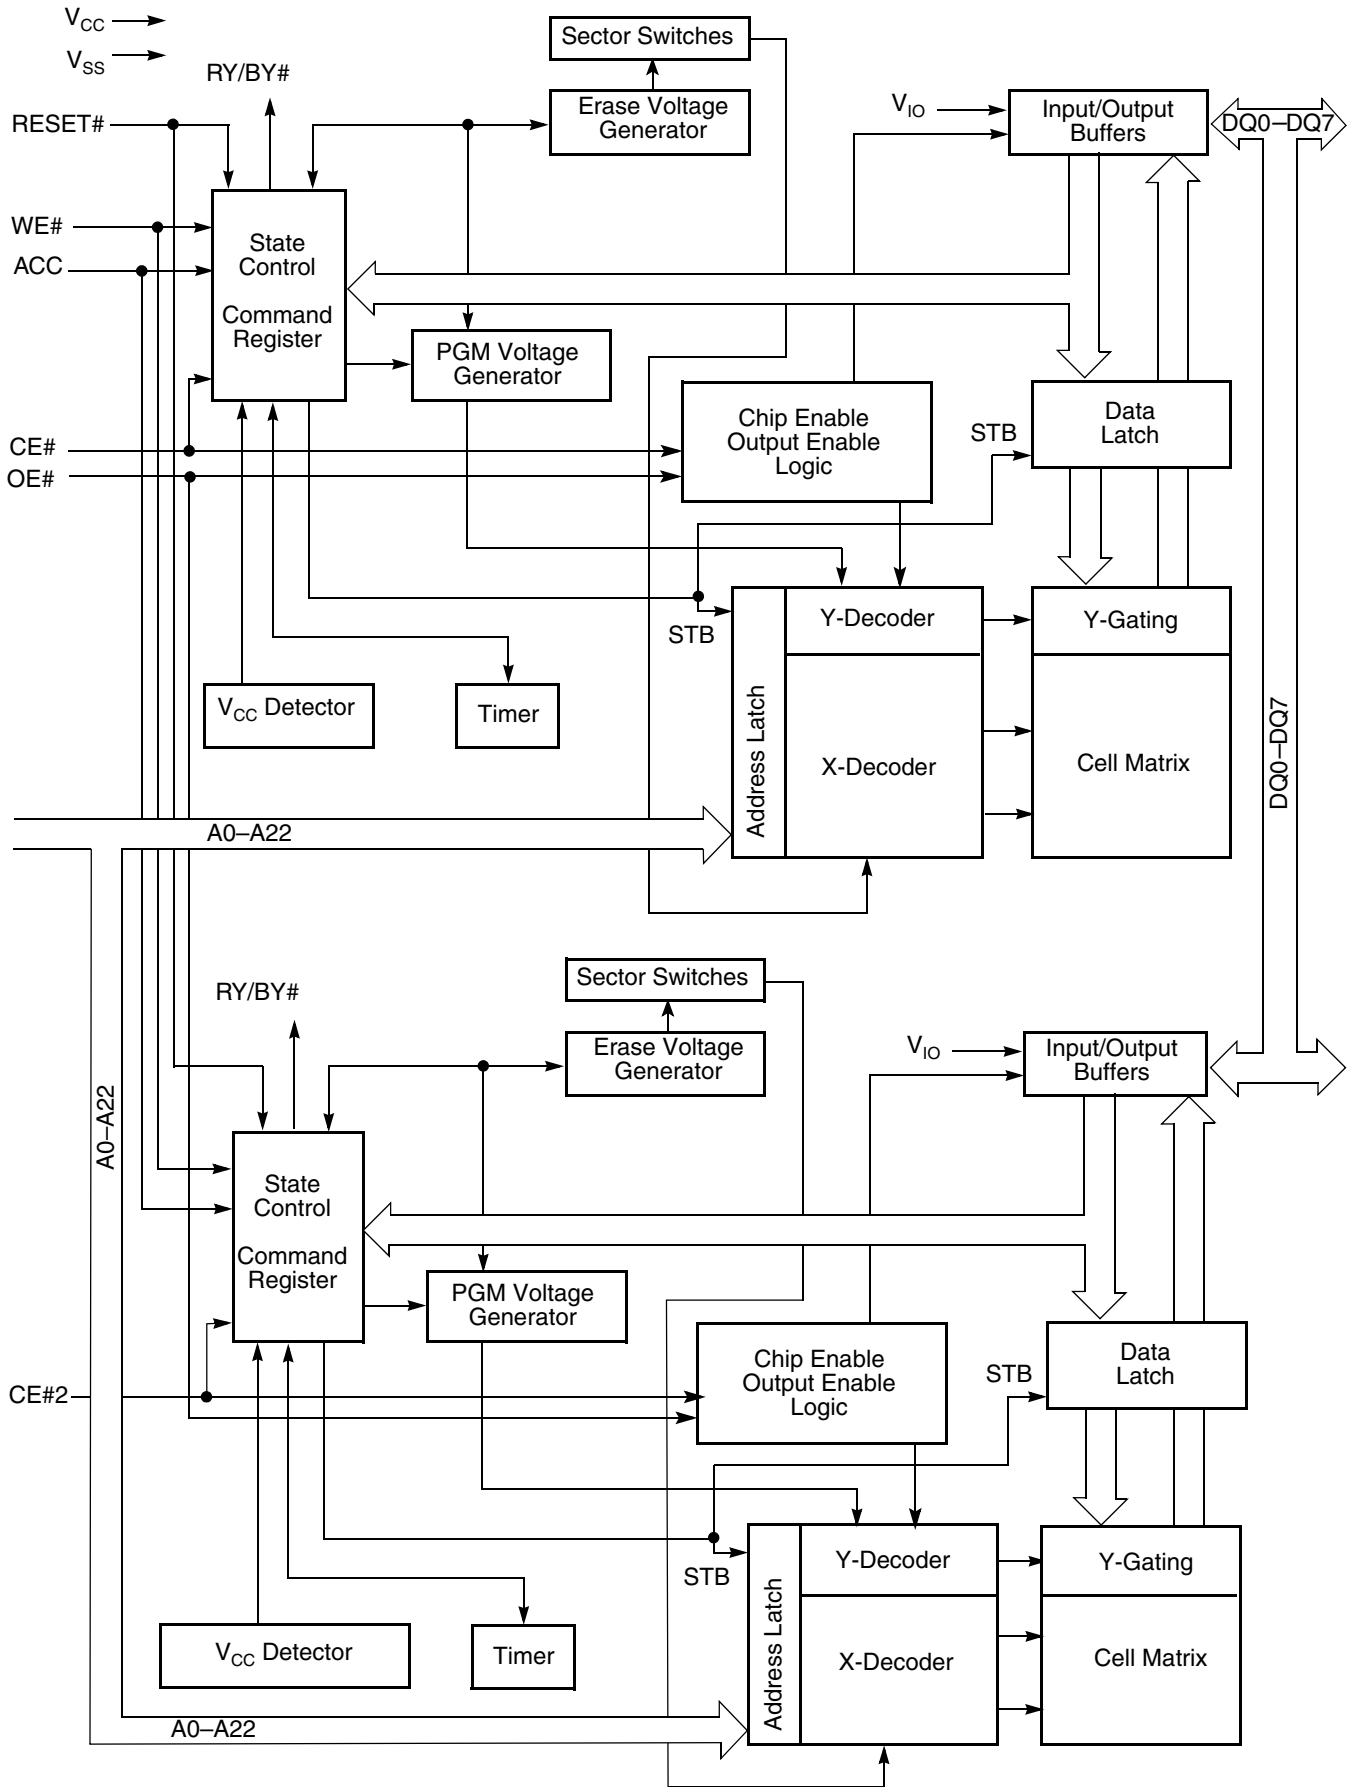 VCC
VSS
RY/BY#
RESET#
WE#
ACC
CE#
OE#
Sector Switches
Erase Voltage
Generator
State
Control
Command
Register
PGM Voltage
Generator
VIO
Input/Output
Buffers
DQ0–DQ7
Chip Enable
Output Enable
Logic
STB
Data
Latch
STB
Y-Decoder
Y-Gating
Address Latch
X-Decoder
Cell Matrix
VCC Detector
Timer
DQ0–DQ7
A0–A22
A0–A22
RY/BY#
Sector Switches
Erase Voltage
Generator
VIO
Input/Output
Buffers
State
Control
Command
Register
PGM Voltage
Generator
CE#2
Chip Enable
Output Enable
Logic
STB
Data
Latch
STB
Y-Decoder
Y-Gating
Address Latch
X-Decoder
Cell Matrix
VCC Detector
Timer
A0–A22